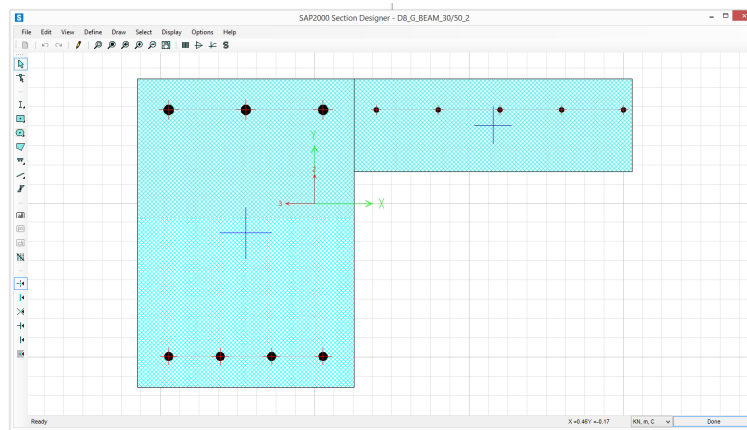 S SAP2000 Section Designer - D8_G_BEAM_30/50_2
File Edit View Define Draw Select Display Options Help
Y
2
3 X
Ready X =0.46Y =-0.17 KN, m, C Done